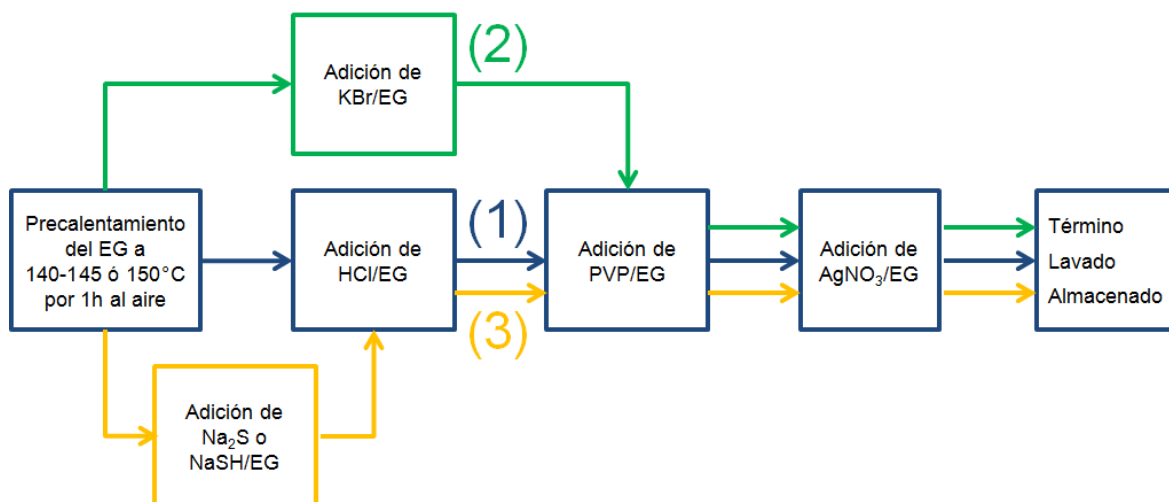 Adición de
KBr/EG
(2)
Precalentamiento
del EG a
140-145 ó 150°C
por 1h al aire
Adición de
HCl/EG
(1)
(3)
Adición de
PVP/EG
Adición de
AgNO₃/EG
Término
Lavado
Almacenado
Adición de
Na₂S o
NaSH/EG